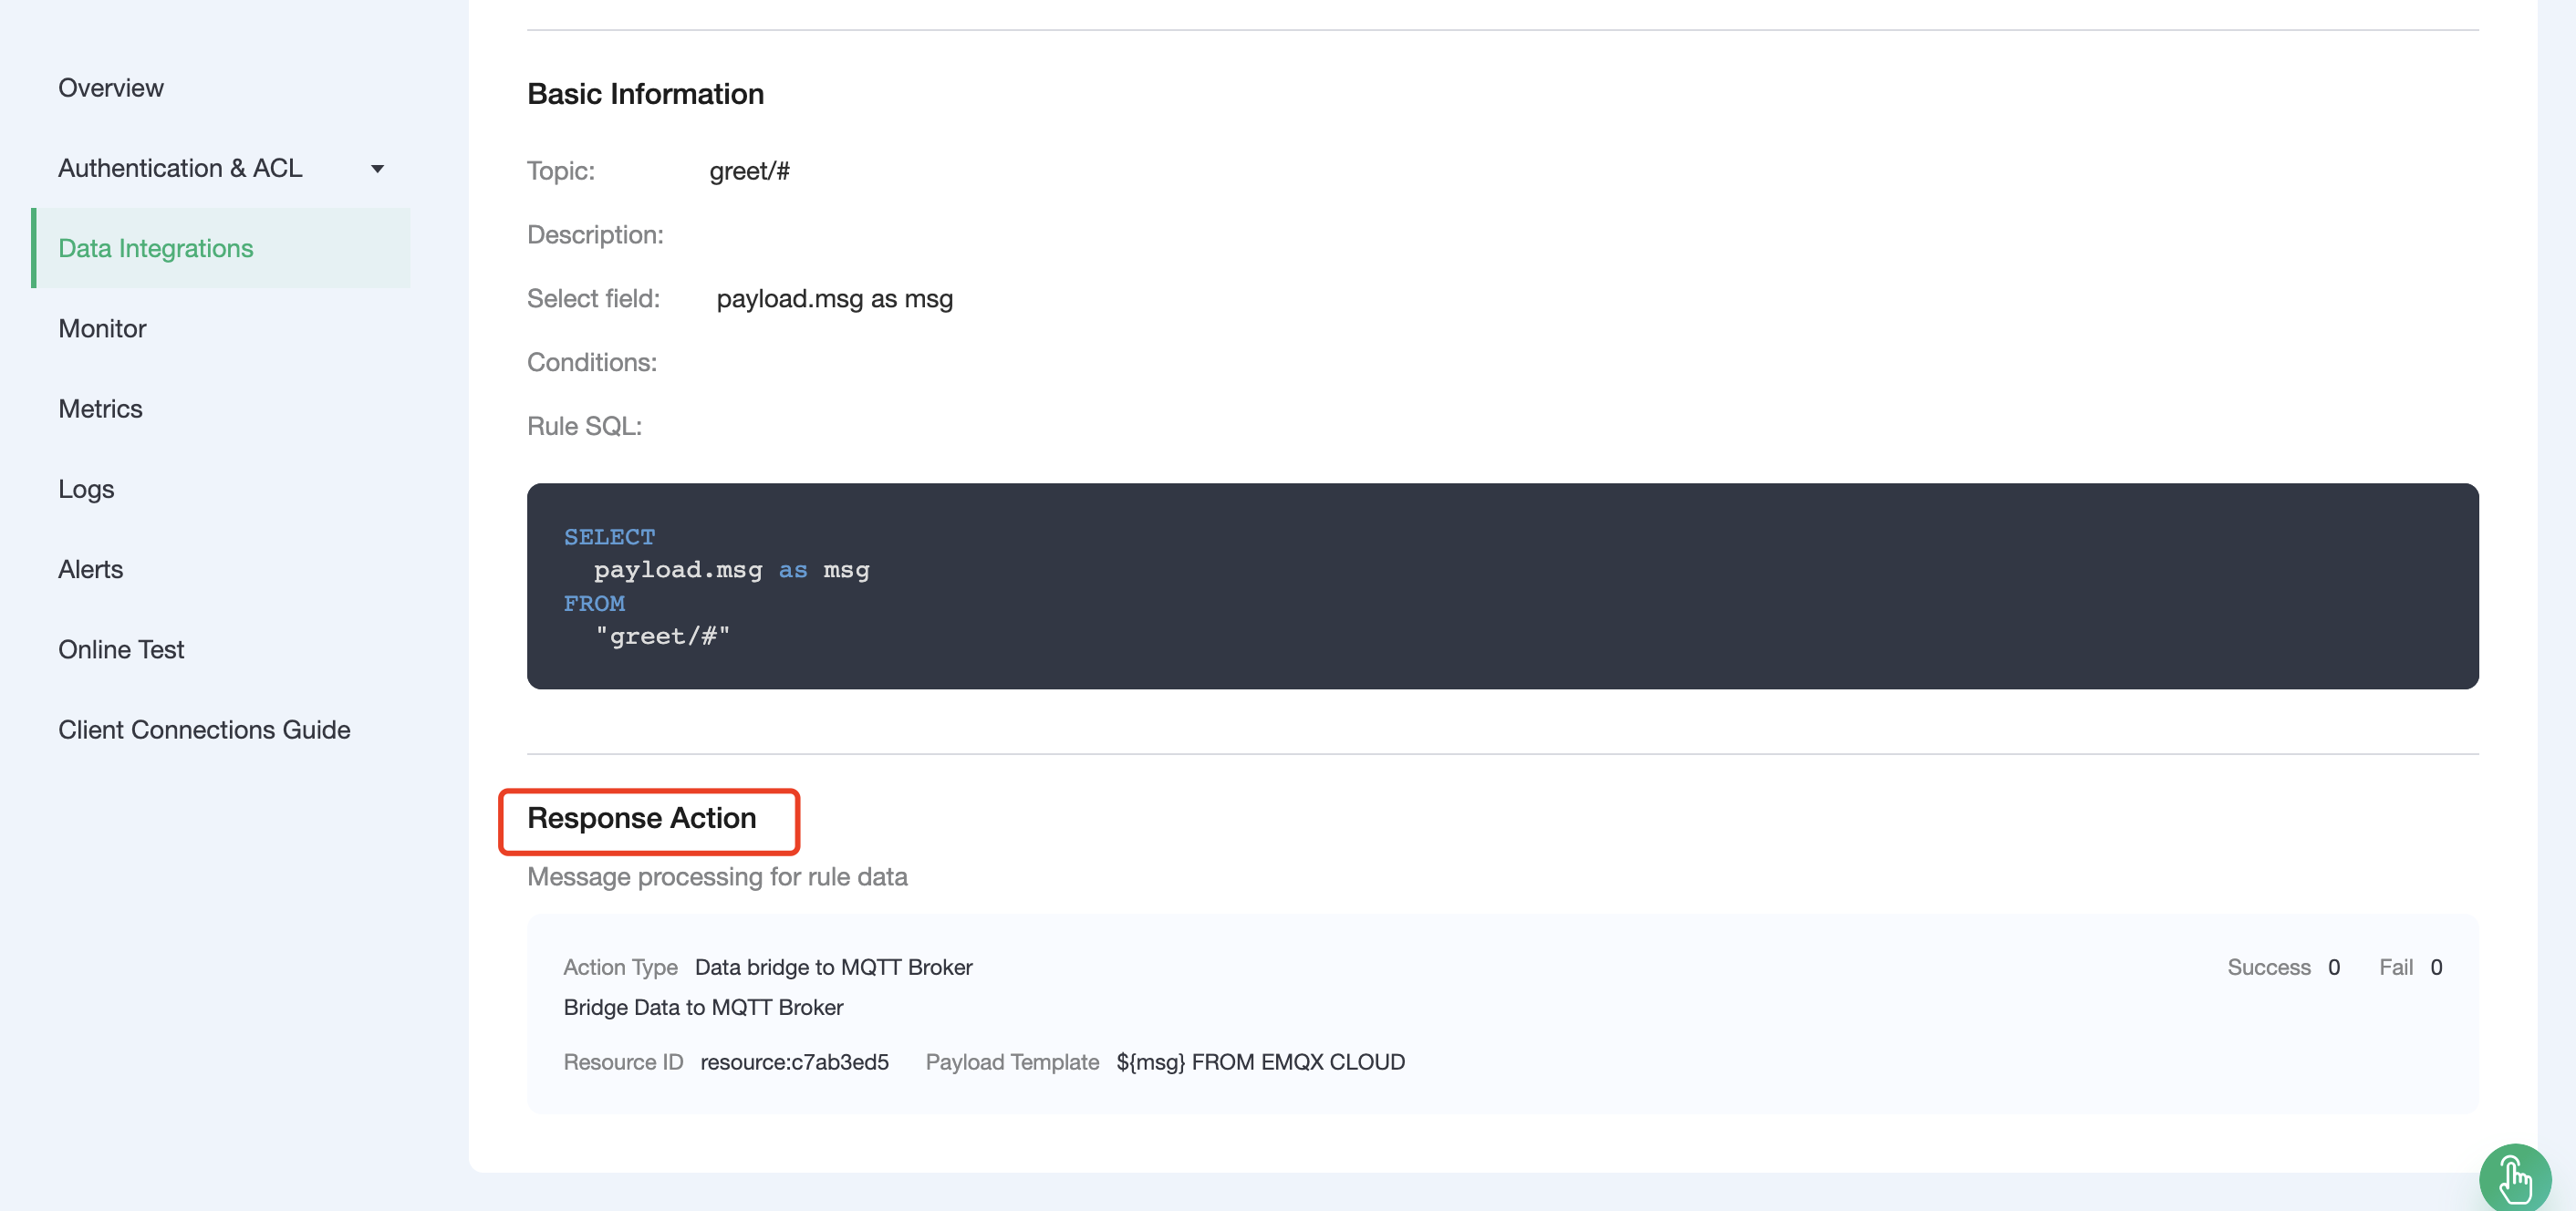 Overview
Authentication & ACL
Data Integrations
Monitor
Metrics
Logs
Alerts
Online Test
Client Connections Guide
Basic Information
Topic: greet/#
Description:
Select field: payload.msg as msg
Conditions:
Rule SQL:
SELECT
payload.msg as msg
FROM
"greet/#"
Response Action
Message processing for rule data
Action Type Data bridge to MQTT Broker Success 0 Fail 0
Bridge Data to MQTT Broker
Resource ID resource:c7ab3ed5 Payload Template ${msg} FROM EMQX CLOUD